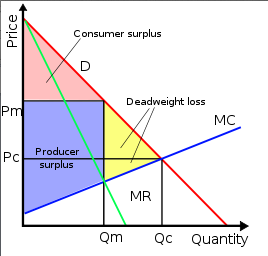 Price
Consumer surplus
D
Deadweight loss
Pm
MC
Pc
Producer
surplus
MR
Qm
Qc
Quantity